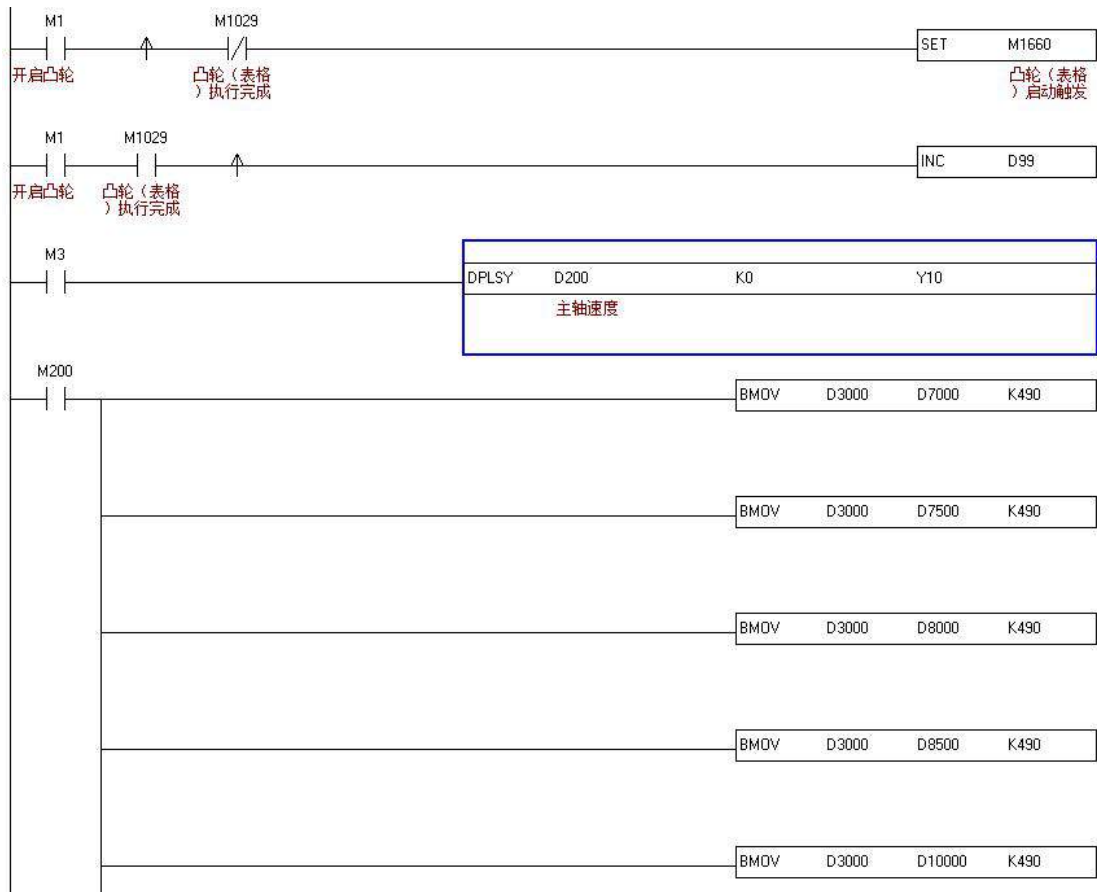 M1 M1029
SET M1660
开启凸轮 凸轮（表格 凸轮（表格
）执行完成 ）启动触发
M1 M1029
INC D99
开启凸轮 凸轮（表格
）执行完成
M3
DPLSY D200 K0 Y10
主轴速度
M200
BMOV D3000 D7000 K490
BMOV D3000 D7500 K490
BMOV D3000 D8000 K490
BMOV D3000 D8500 K490
BMOV D3000 D10000 K490